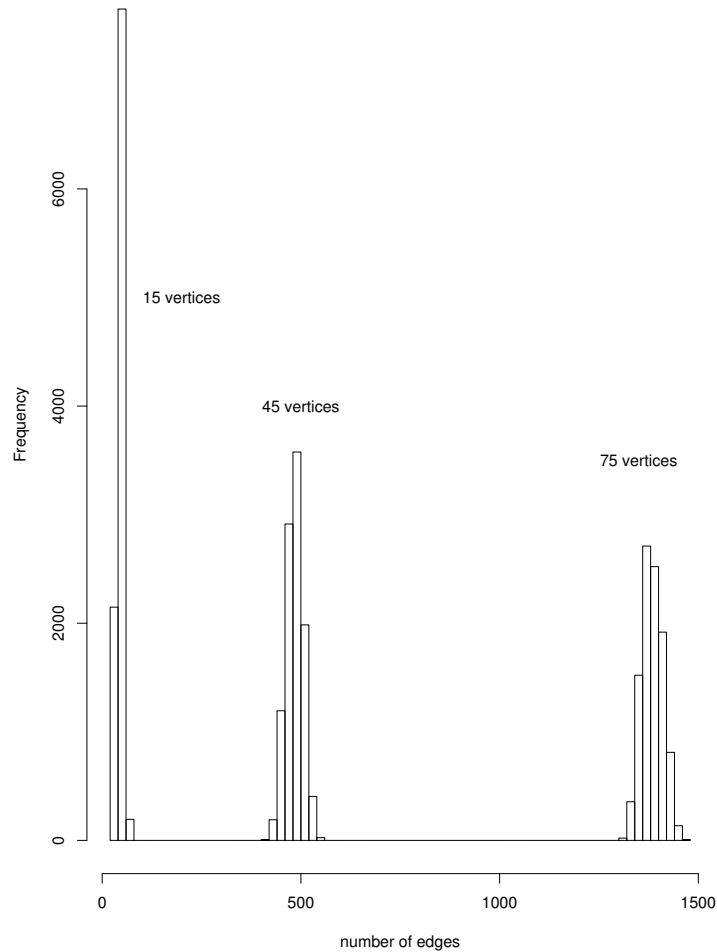 6000
15 vertices
Frequency
4000
45 vertices
75 vertices
2000
0
0 500 1000 1500
number of edges